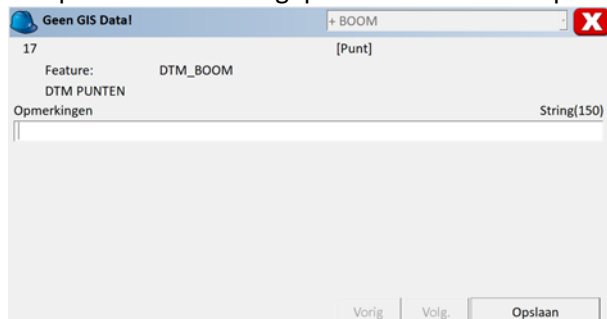 Geen GIS Data! + BOOM X
17 [Punt]
Feature: DTM_BOOM
DTM PUNTEN
Opmerkingen String(150)
Vorig Volg. Opslaan